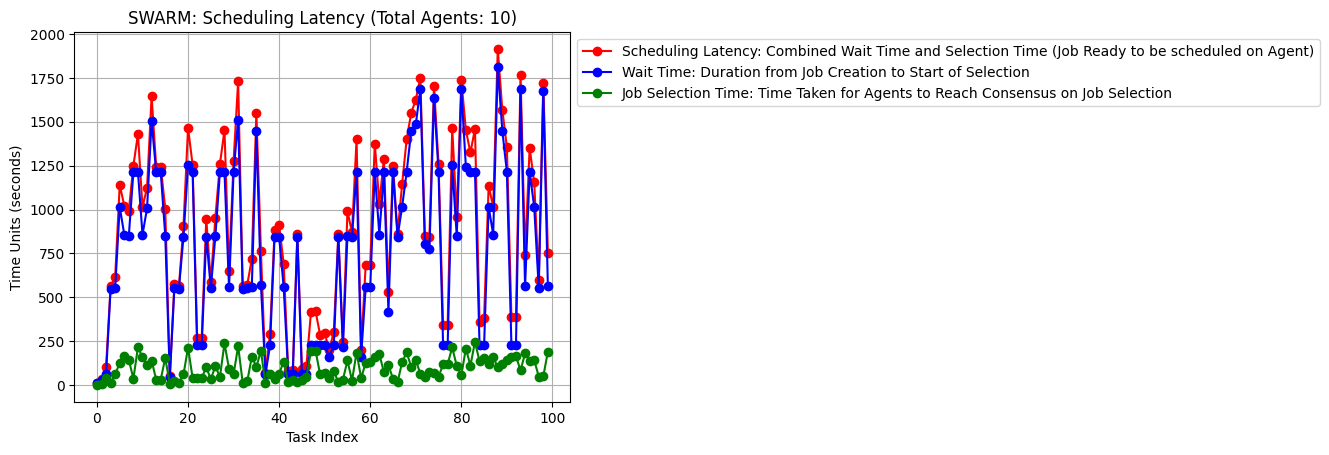 SWARM: Scheduling Latency (Total Agents: 10)
Scheduling Latency: Combined Wait Time and Selection Time (Job Ready to be scheduled on Agent)
Wait Time: Duration from Job Creation to Start of Selection
Job Selection Time: Time Taken for Agents to Reach Consensus on Job Selection
Time Units (seconds)
2000
1750
1500
1250
1000
750
500
250
0
0 20 40 60 80 100
Task Index